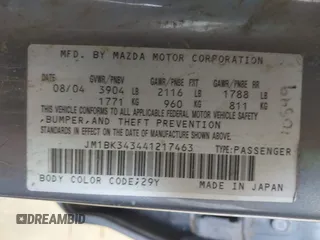 MFD. BY MAZDA MOTOR CORPORATION
GVWR/PNBV GAWR/PNBE FRT GAWR/PNBE RR
08/04 3904 LB 2116 LB 1788 LB
1771 KG 960 KG 811 KG
THIS VEHICLE CONFORMS TO ALL APPLICABLE
FEDERAL MOTOR VEHICLE SAFETY
,BUMPER,AND THEFT PREVENTION
STANDARDS IN EFFECT ON THE DATE OF
MANUFACTURE SHOWN ABOVE.
JM1BK343441217463 TYPE:PASSENGER
BODY COLOR CODE:29Y MADE IN JAPAN
DREAMBID